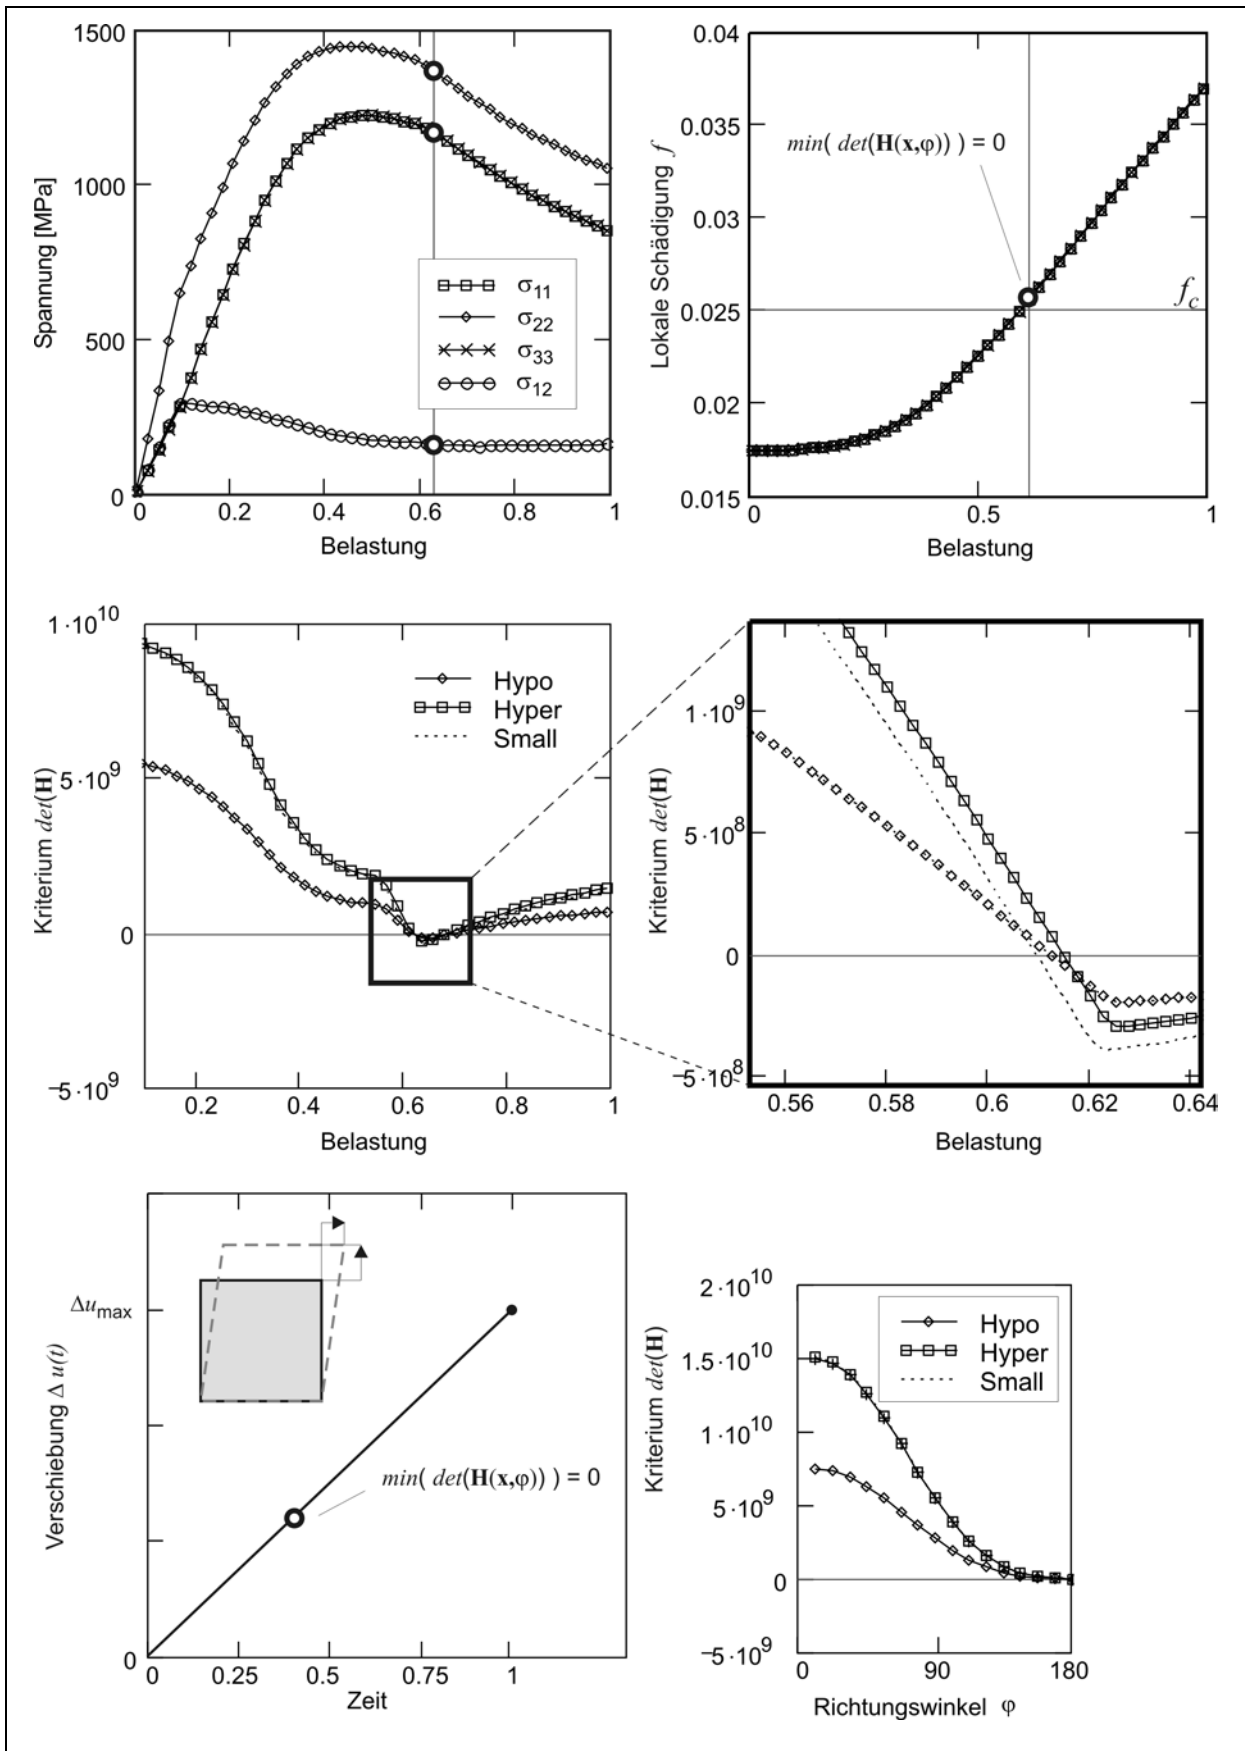 1500
1000
500
0
Spannung [MPa]
σ11
σ22
σ33
σ12
0
0.2
0.4
0.6
0.8
1
Belastung
0.04
0.035
0.03
0.025
0.02
0.015
Lokale Schädigung f
min( det(H(x,φ)) ) = 0
fc
0
0.5
1
Belastung
1·10^10
5·10^9
0
−5·10^9
Kriterium det(H)
Hypo
Hyper
Small
0.2
0.4
0.6
0.8
1
Belastung
1·10^9
5·10^8
0
−5·10^8
Kriterium det(H)
0.56
0.58
0.6
0.62
0.64
Belastung
Δumax
0
Verschiebung Δ u(t)
min( det(H(x,φ)) ) = 0
0
0.25
0.5
0.75
1
Zeit
2·10^10
1.5·10^10
1·10^10
5·10^9
0
−5·10^9
Kriterium det(H)
Hypo
Hyper
Small
0
90
180
Richtungswinkel φ